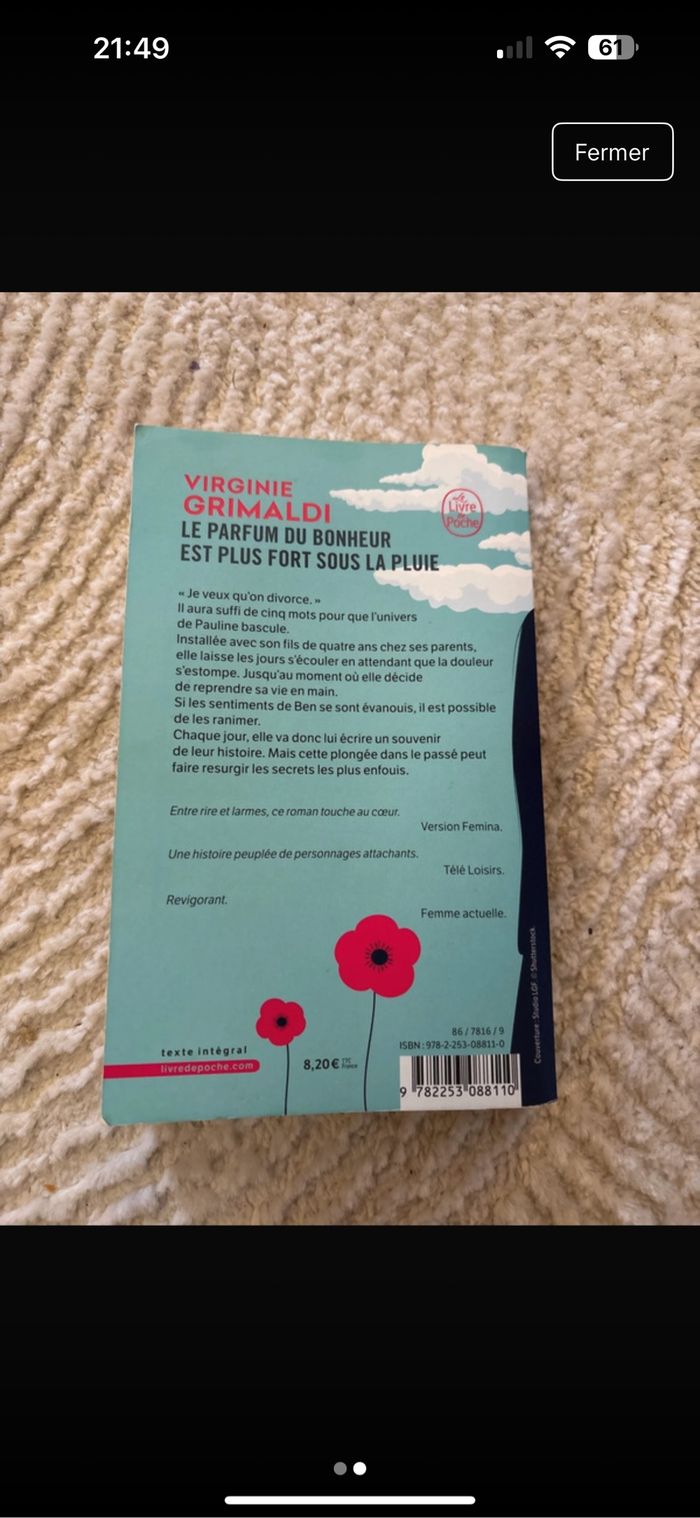 21:49
61
Fermer
VIRGINIE
GRIMALDI
Le Livre de Poche
LE PARFUM DU BONHEUR
EST PLUS FORT SOUS LA PLUIE
« Je veux qu'on divorce. »
Il aura suffi de cinq mots pour que l'univers
de Pauline bascule.
Installée avec son fils de quatre ans chez ses parents,
elle laisse les jours s'écouler en attendant que la douleur
s'estompe. Jusqu'au moment où elle décide
de reprendre sa vie en main.
Si les sentiments de Ben se sont évanouis, il est possible
de les ranimer.
Chaque jour, elle va donc lui écrire un souvenir
de leur histoire. Mais cette plongée dans le passé peut
faire resurgir les secrets les plus enfouis.
Entre rire et larmes, ce roman touche au cœur.
Version Femina.
Une histoire peuplée de personnages attachants.
Télé Loisirs.
Revigorant.
Femme actuelle.
Couverture : Studio LGF © Shutterstock
86 / 7816 / 9
ISBN : 978-2-253-08811-0
texte intégral
livredepoche.com
8,20 € TTC France
9 782253 088110